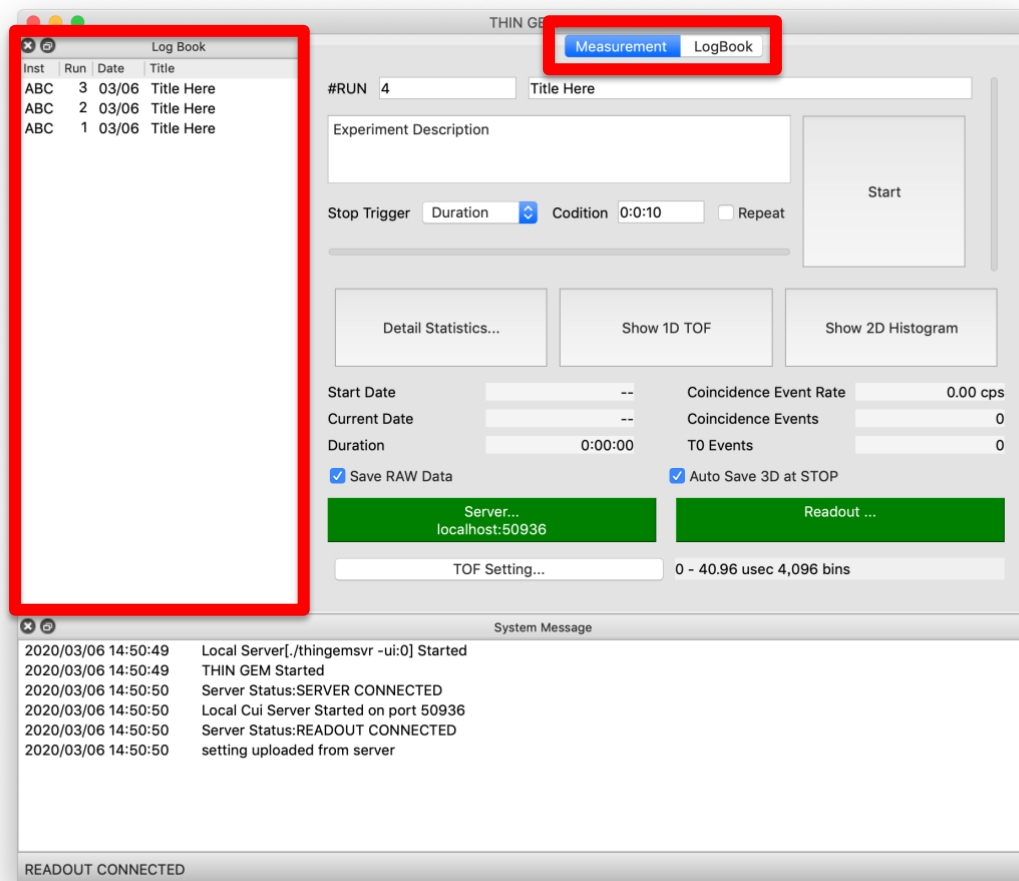 THIN GE
Measurement LogBook
Log Book
Inst Run Date Title
ABC 3 03/06 Title Here
ABC 2 03/06 Title Here
ABC 1 03/06 Title Here
#RUN 4 Title Here
Experiment Description
Start
Stop Trigger Duration Codition 0:0:10 Repeat
Detail Statistics... Show 1D TOF Show 2D Histogram
Start Date -- Coincidence Event Rate 0.00 cps
Current Date -- Coincidence Events 0
Duration 0:00:00 T0 Events 0
Save RAW Data Auto Save 3D at STOP
Server... Readout ...
localhost:50936
TOF Setting... 0 - 40.96 usec 4,096 bins
System Message
2020/03/06 14:50:49 Local Server[./thingemsvr -ui:0] Started
2020/03/06 14:50:49 THIN GEM Started
2020/03/06 14:50:50 Server Status:SERVER CONNECTED
2020/03/06 14:50:50 Local Cui Server Started on port 50936
2020/03/06 14:50:50 Server Status:READOUT CONNECTED
2020/03/06 14:50:50 setting uploaded from server
READOUT CONNECTED